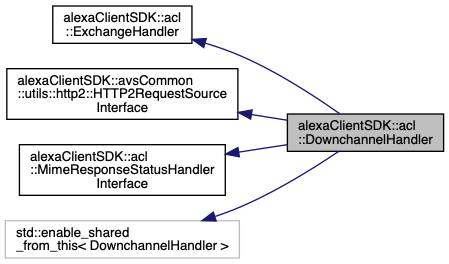 alexaClientSDK::acl
::ExchangeHandler
alexaClientSDK::avsCommon
::utils::http2::HTTP2RequestSource
Interface
alexaClientSDK::acl
::DownchannelHandler
alexaClientSDK::acl
::MimeResponseStatusHandler
Interface
std::enable_shared
_from_this< DownchannelHandler >